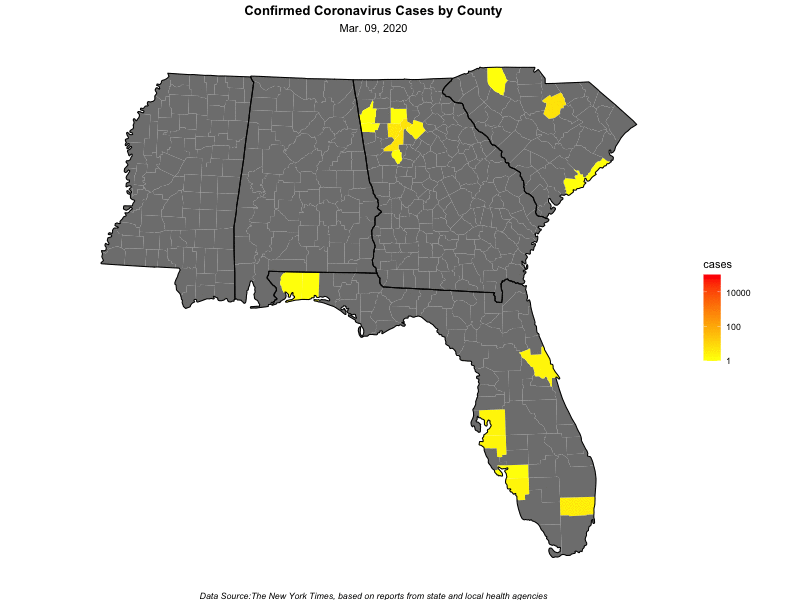 Confirmed Coronavirus Cases by County
Mar. 09, 2020
cases
10000
100
1
Data Source:The New York Times, based on reports from state and local health agencies